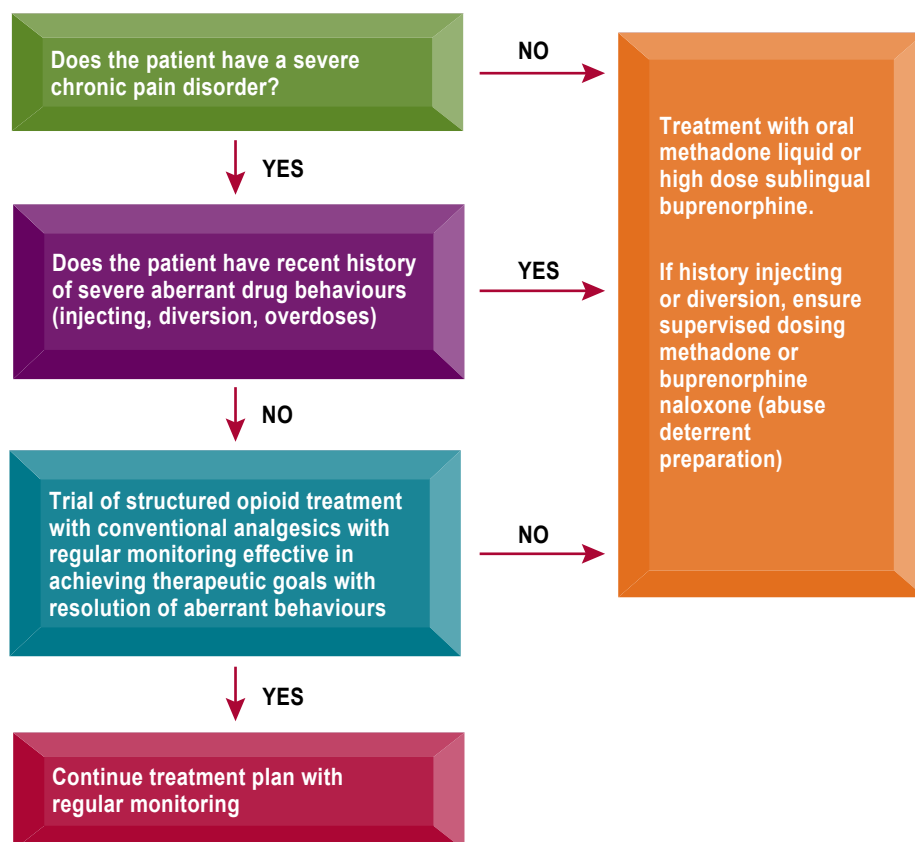 Does the patient have a severe
chronic pain disorder?
NO
YES
Does the patient have recent history
of severe aberrant drug behaviours
(injecting, diversion, overdoses)
YES
NO
Trial of structured opioid treatment
with conventional analgesics with
regular monitoring effective in
achieving therapeutic goals with
resolution of aberrant behaviours
NO
YES
Continue treatment plan with
regular monitoring
Treatment with oral
methadone liquid or
high dose sublingual
buprenorphine.
If history injecting
or diversion, ensure
supervised dosing
methadone or
buprenorphine
naloxone (abuse
deterrent
preparation)